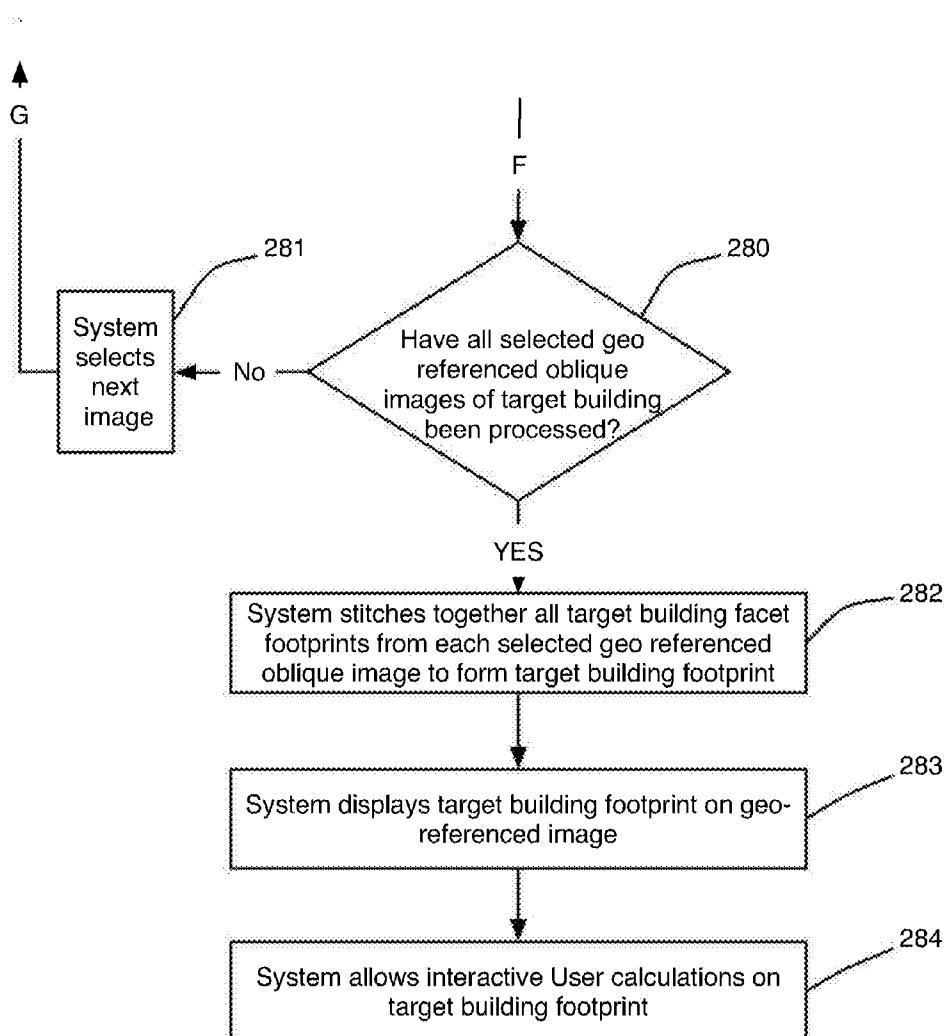 G
F
281
280
System
selects
next
image
No
Have all selected geo
referenced oblique
images of target building
been processed?
YES
282
System stitches together all target building facet
footprints from each selected geo referenced
oblique image to form target building footprint
283
System displays target building footprint on geo-
referenced image
284
System allows interactive User calculations on
target building footprint